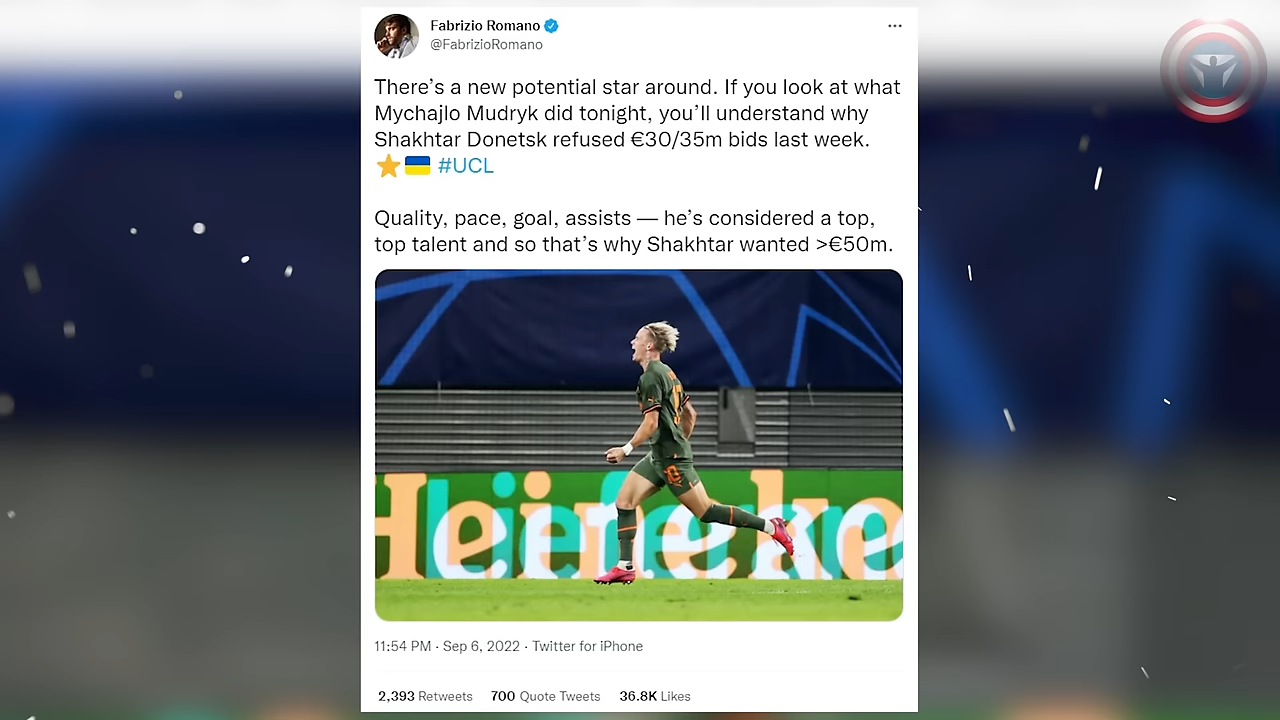 Fabrizio Romano
@FabrizioRomano
There's a new potential star around. If you look at what
Mychajlo Mudryk did tonight, you'll understand why
Shakhtar Donetsk refused €30/35m bids last week.
⭐🇺🇦 #UCL
Quality, pace, goal, assists — he's considered a top,
top talent and so that's why Shakhtar wanted >€50m.
10
Heineke
11:54 PM · Sep 6, 2022 · Twitter for iPhone
2,393 Retweets 700 Quote Tweets 36.8K Likes